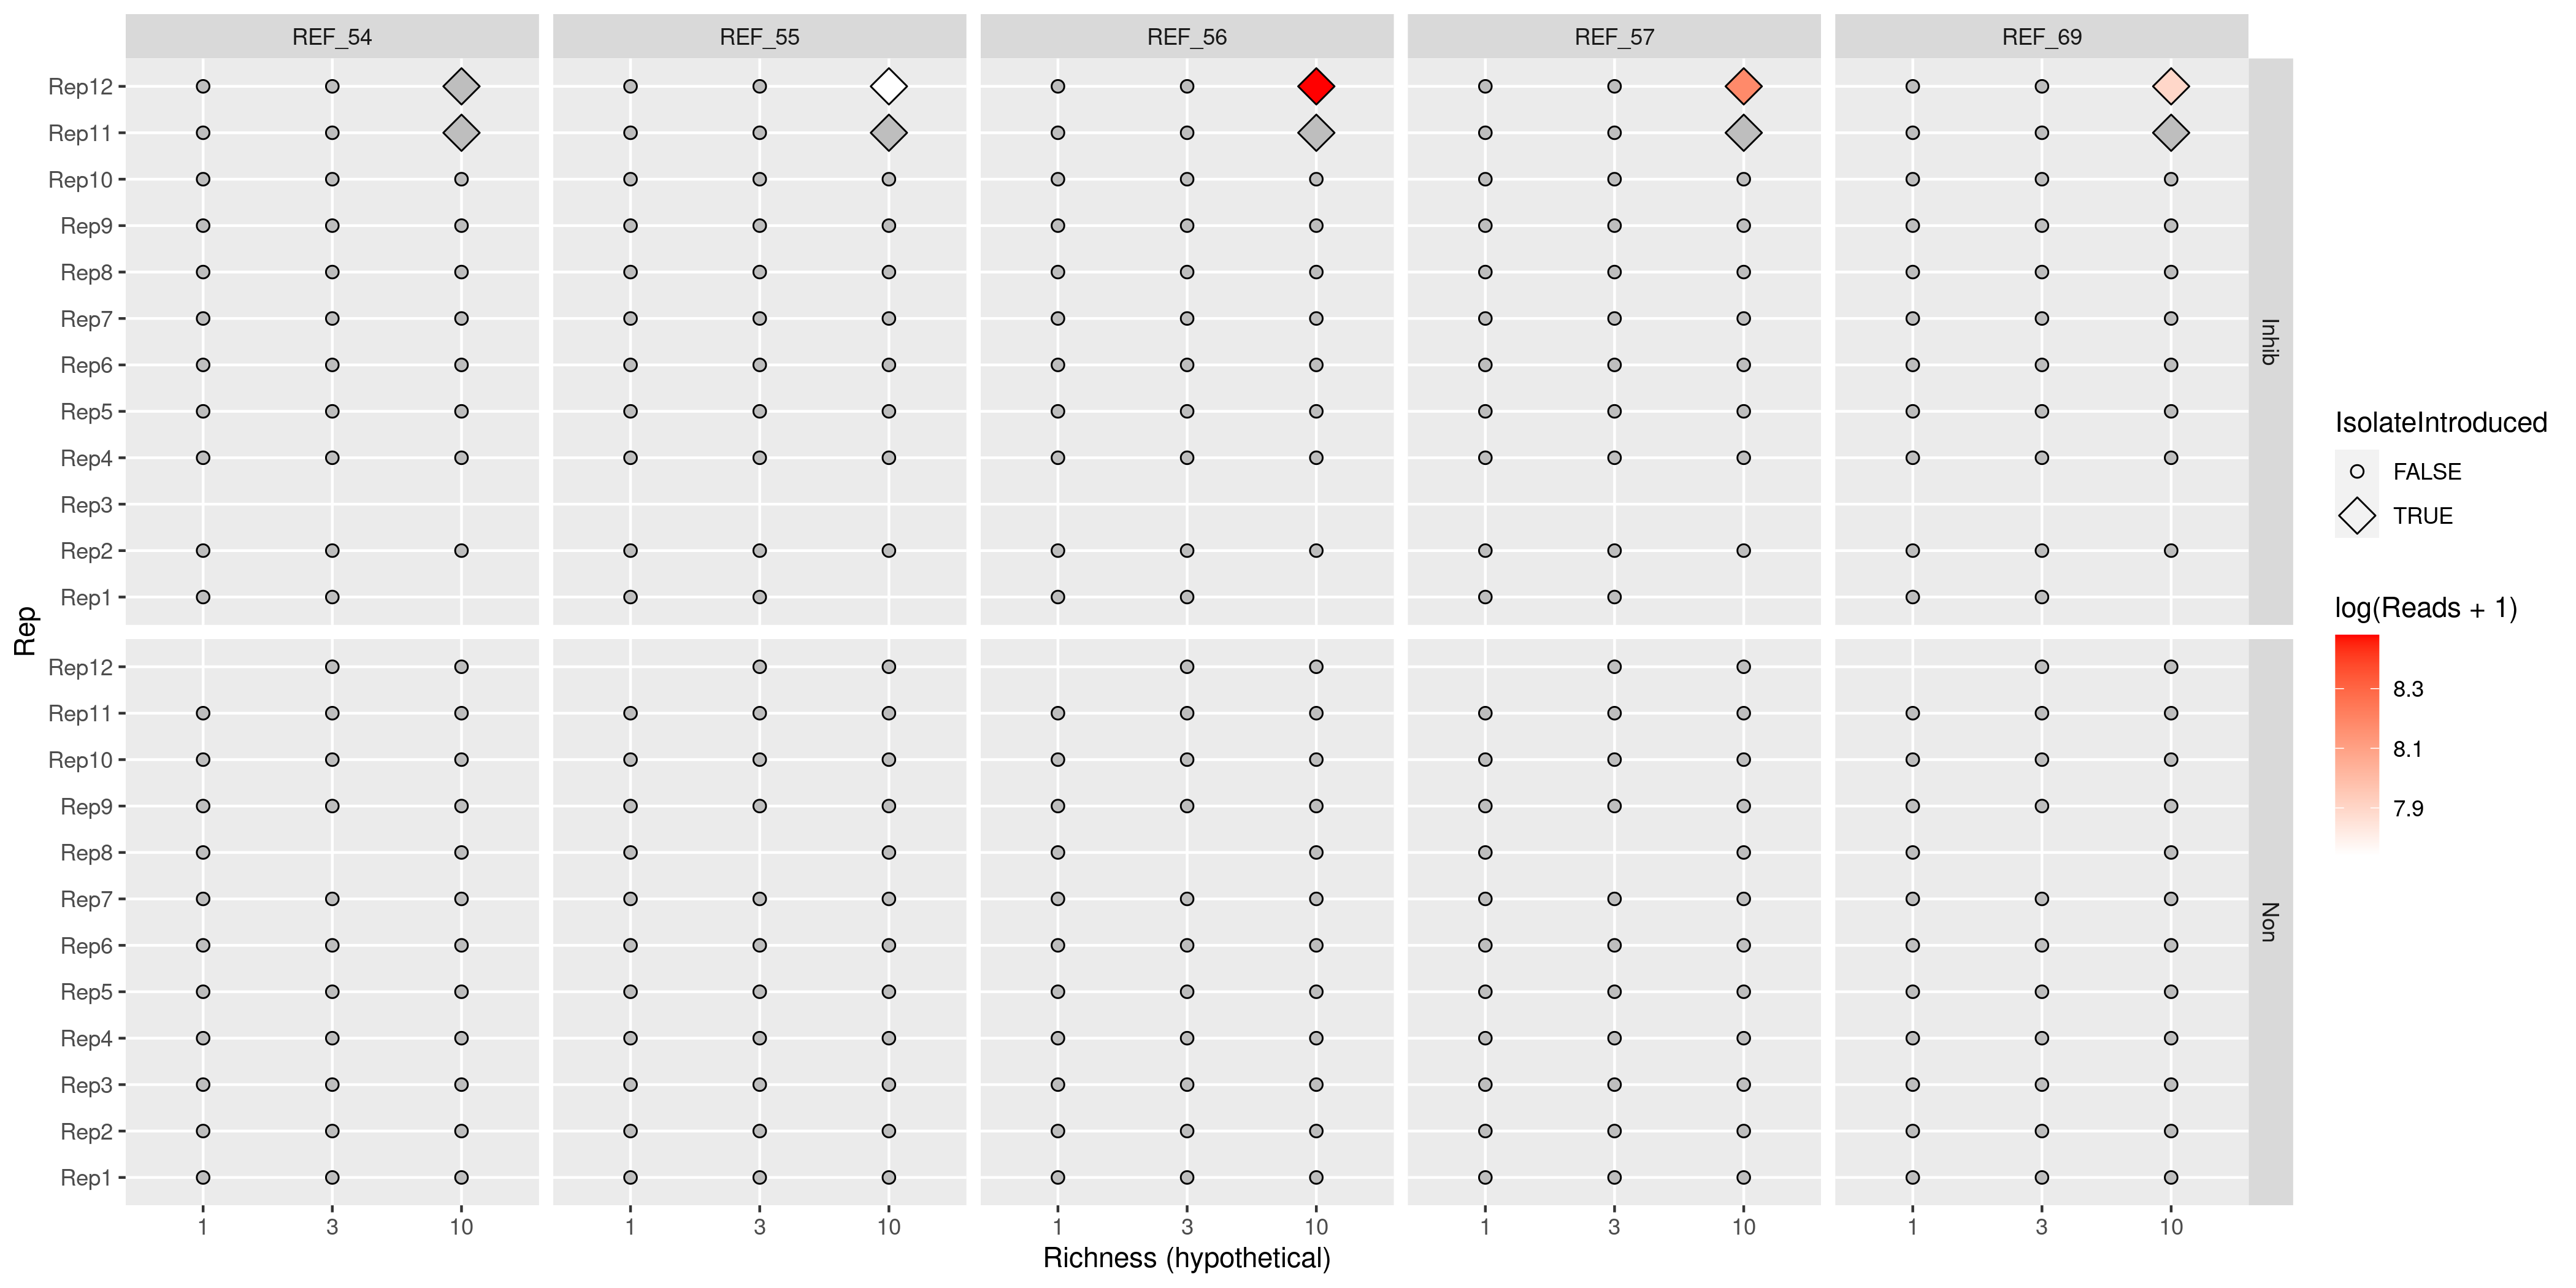 REF_54 REF_55 REF_56 REF_57 REF_69
Rep12
Rep11
Rep10
Rep9
Rep8
Rep7
Rep6
Rep5
Rep4
Rep3
Rep2
Rep1
Inhib
Rep12
Rep11
Rep10
Rep9
Rep8
Rep7
Rep6
Rep5
Rep4
Rep3
Rep2
Rep1
Non
Rep
1 3 10 1 3 10 1 3 10 1 3 10 1 3 10
Richness (hypothetical)
IsolateIntroduced
FALSE
TRUE
log(Reads + 1)
8.3
8.1
7.9